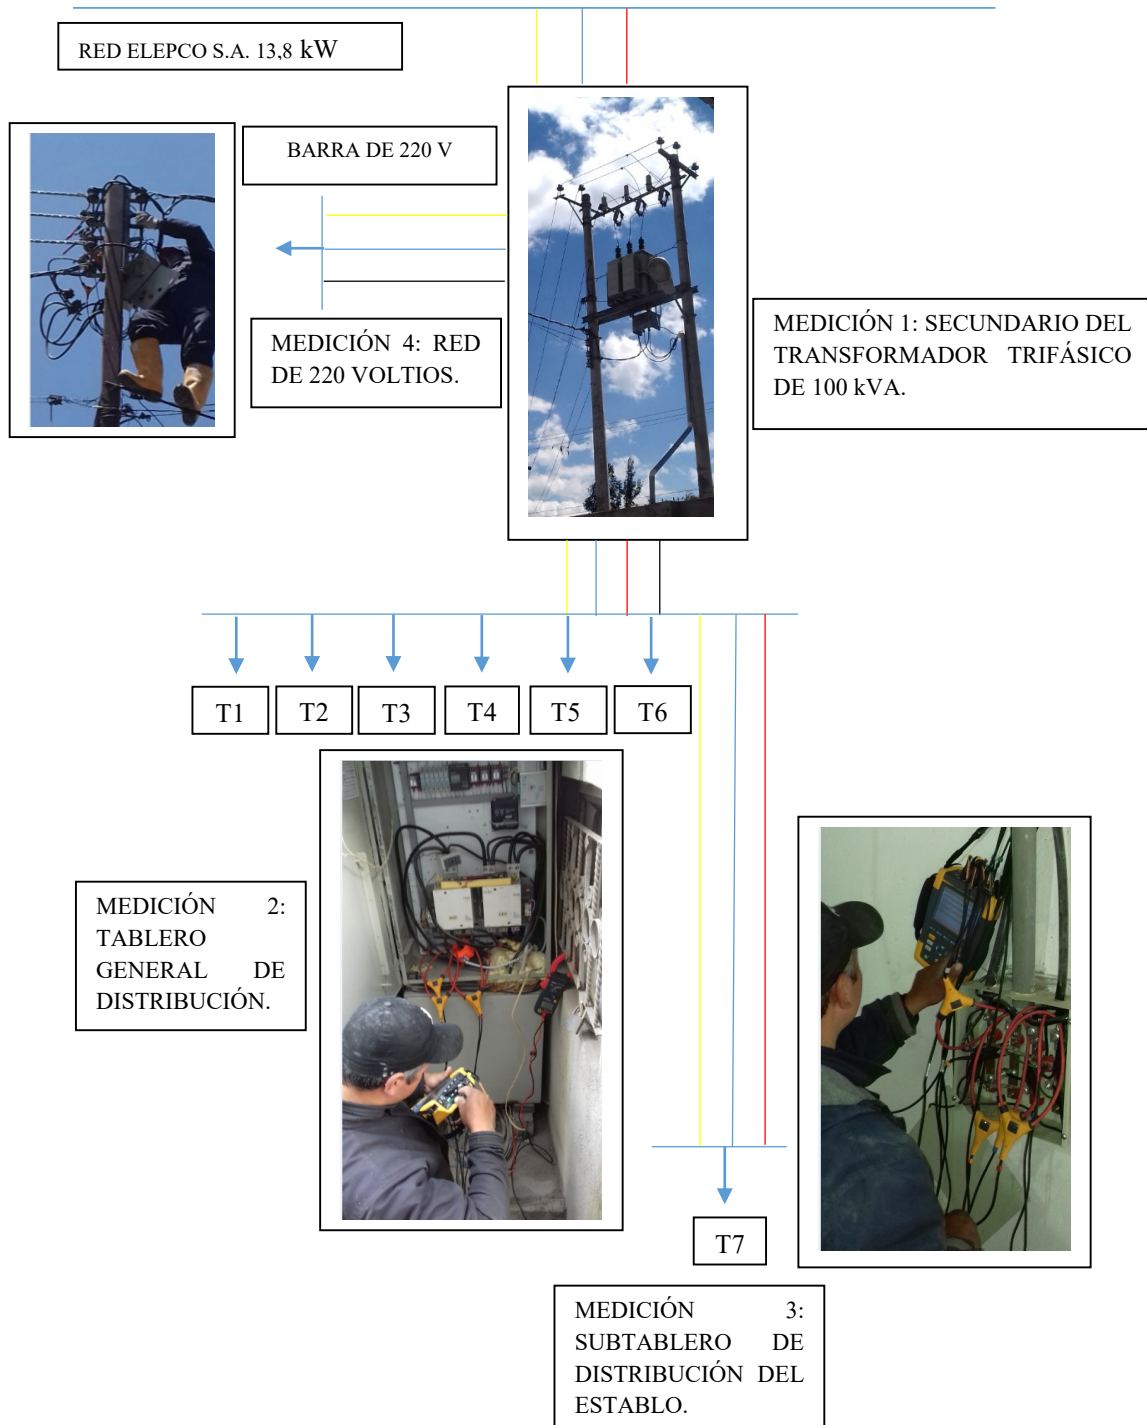 RED ELEPCO S.A. 13,8 kW
BARRA DE 220 V
MEDICIÓN 4: RED
DE 220 VOLTIOS.
MEDICIÓN 1: SECUNDARIO DEL
TRANSFORMADOR TRIFÁSICO
DE 100 kVA.
T1
T2
T3
T4
T5
T6
MEDICIÓN 2:
TABLERO
GENERAL DE
DISTRIBUCIÓN.
T7
MEDICIÓN 3:
SUBTABLERO DE
DISTRIBUCIÓN DEL
ESTABLO.